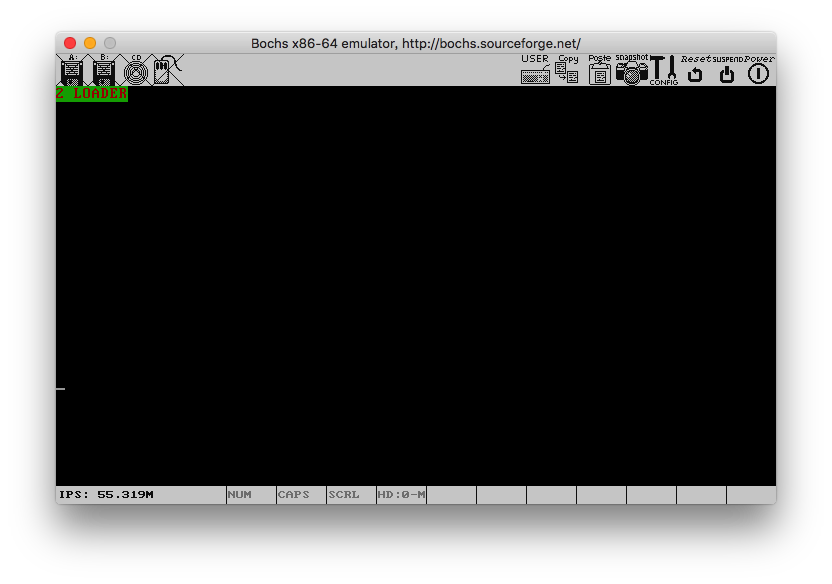 Bochs x86-64 emulator, http://bochs.sourceforge.net/
A: B: CD USER Copy Paste snapshot CONFIG Reset SUSPEND Power
2 LOADER
IPS: 55.319M NUM CAPS SCRL HD:0-M